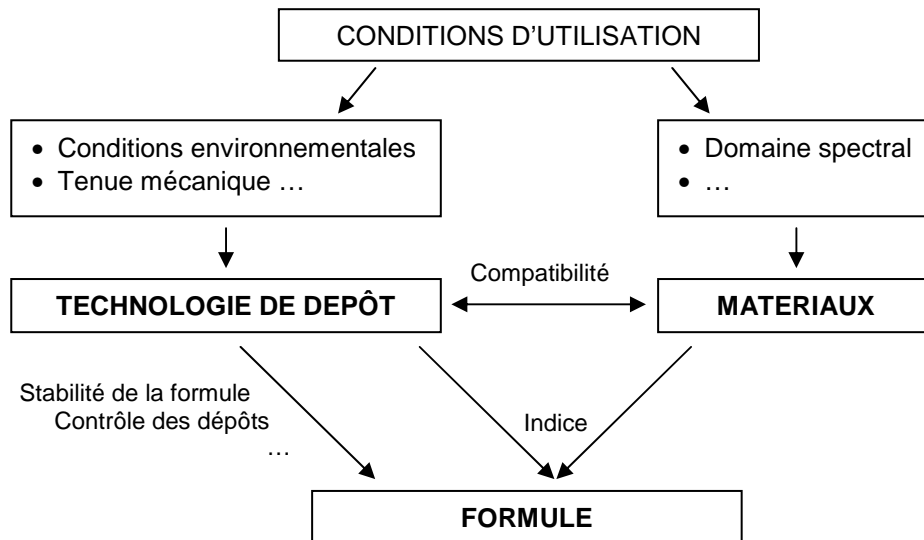 CONDITIONS D’UTILISATION
• Conditions environnementales
• Tenue mécanique …
• Domaine spectral
• …
Compatibilité
TECHNOLOGIE DE DEPÔT
MATERIAUX
Stabilité de la formule
Contrôle des dépôts
…
Indice
FORMULE